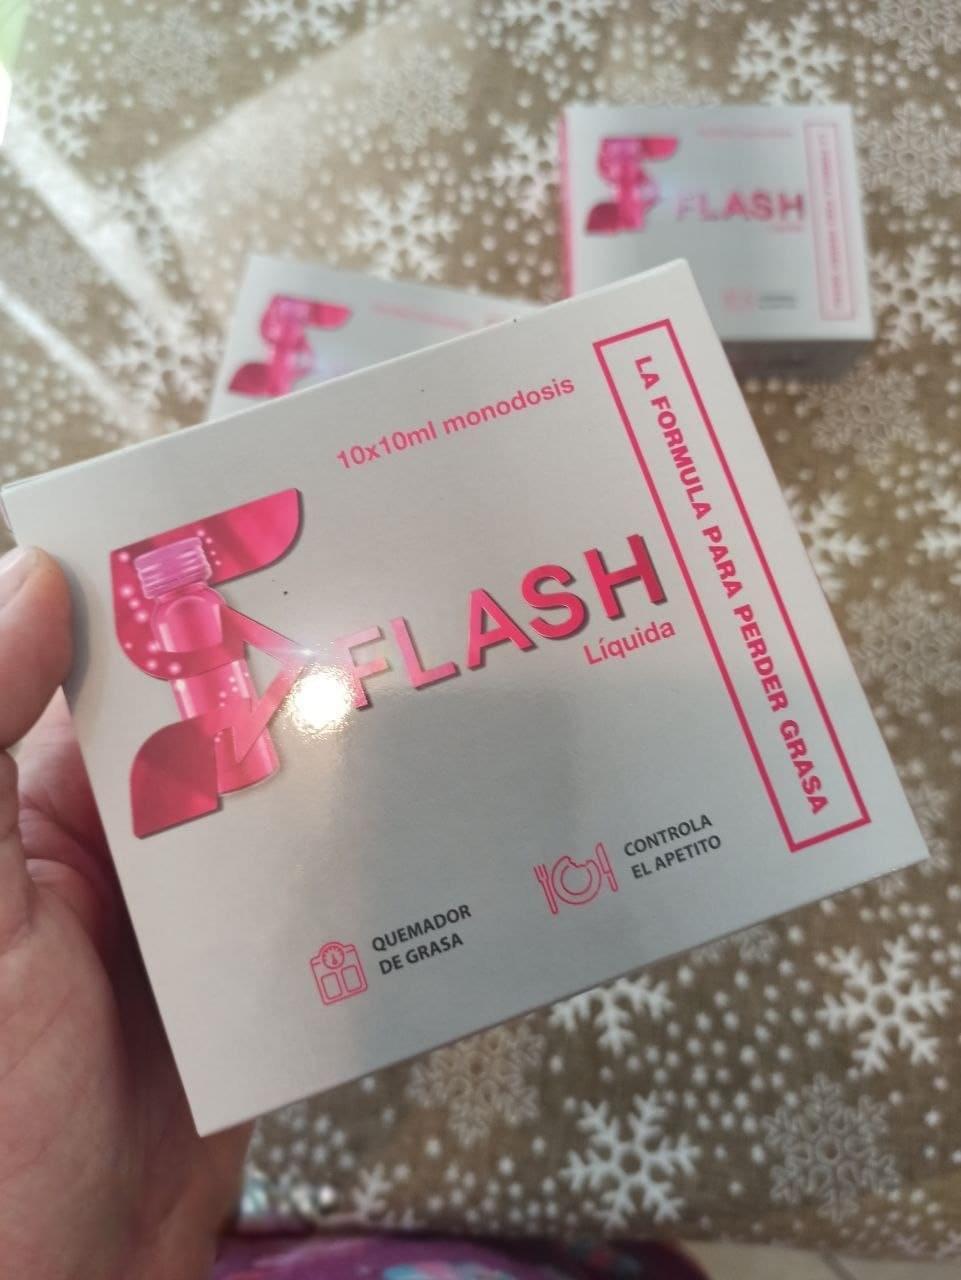 10x10ml monodosis
FLASH
Líquida
LA FORMULA PARA PERDER GRASA
QUEMADOR
DE GRASA
CONTROLA
EL APETITO
FLASH